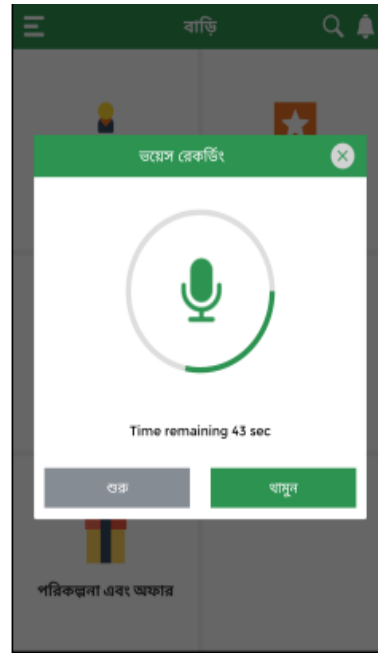 বাড়ি
ভয়েস রেকর্ডিং
Time remaining 43 sec
শুরু
থামুন
পরিকল্পনা এবং অফার